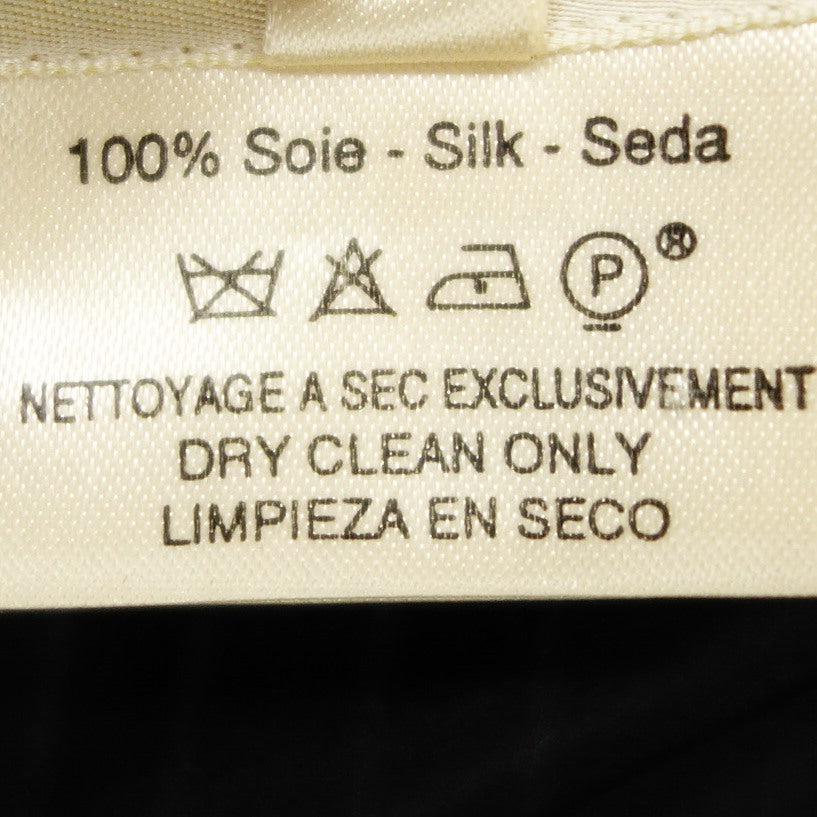 100% Soie - Silk - Seda
P ®
NETTOYAGE A SEC EXCLUSIVEMENT
DRY CLEAN ONLY
LIMPIEZA EN SECO